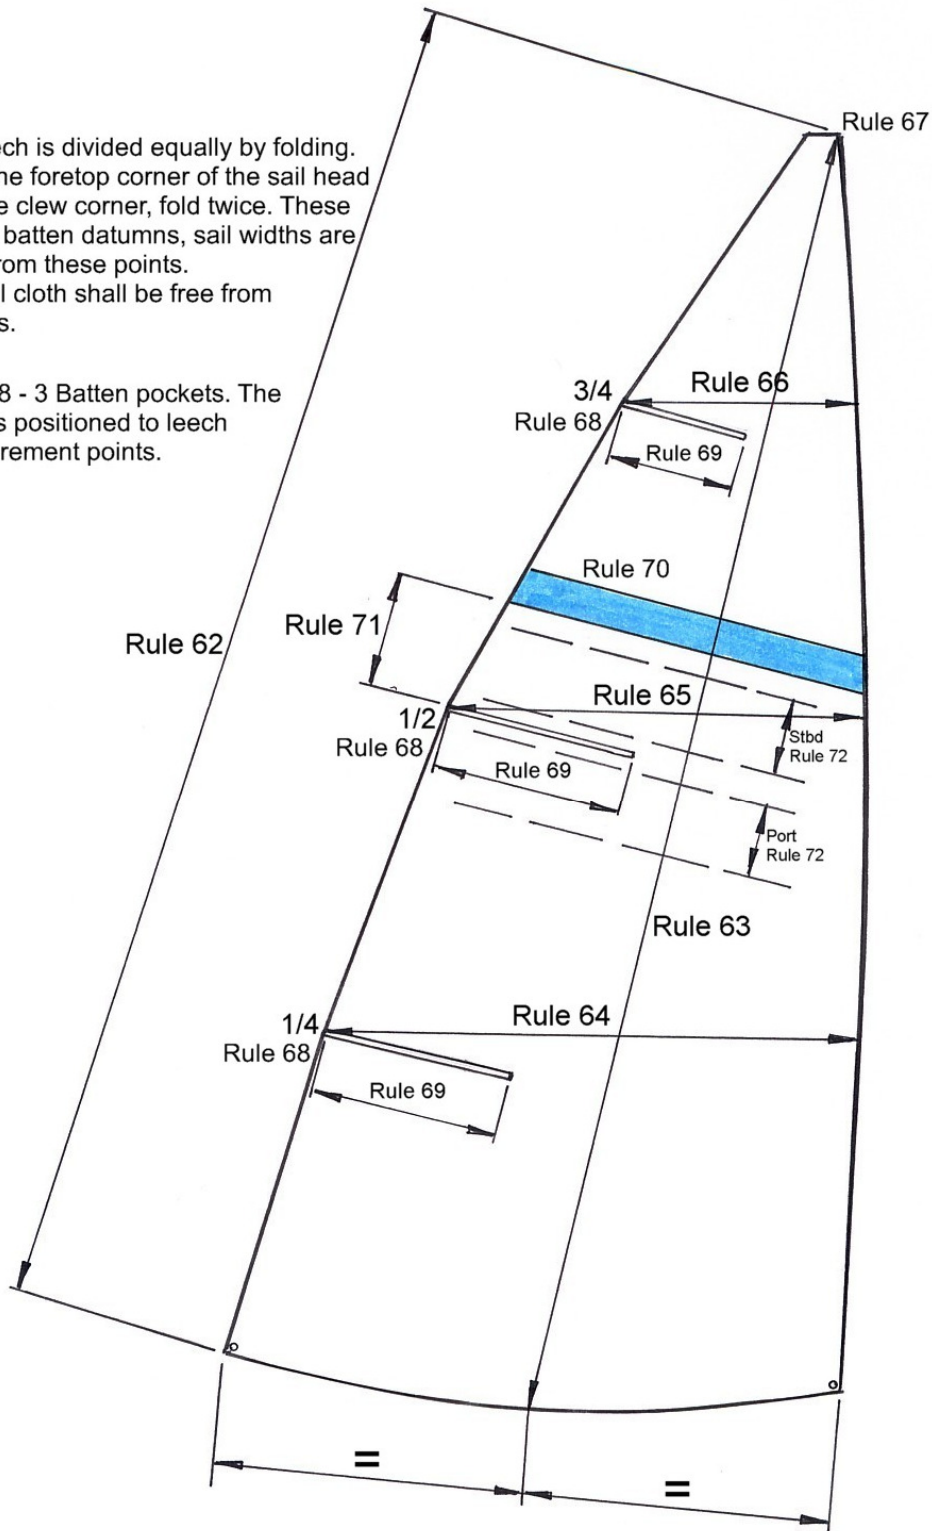 Rule 67
ech is divided equally by folding.
ne foretop corner of the sail head
e clew corner, fold twice. These
batten datumns, sail widths are
rom these points.
l cloth shall be free from
s.
8 - 3 Batten pockets. The
s positioned to leech
rement points.
3/4
Rule 66
Rule 68
Rule 69
Rule 70
Rule 71
Rule 62
Rule 65
1/2
Rule 68
Stbd
Rule 72
Rule 69
Port
Rule 72
Rule 63
1/4
Rule 64
Rule 68
Rule 69
=
=